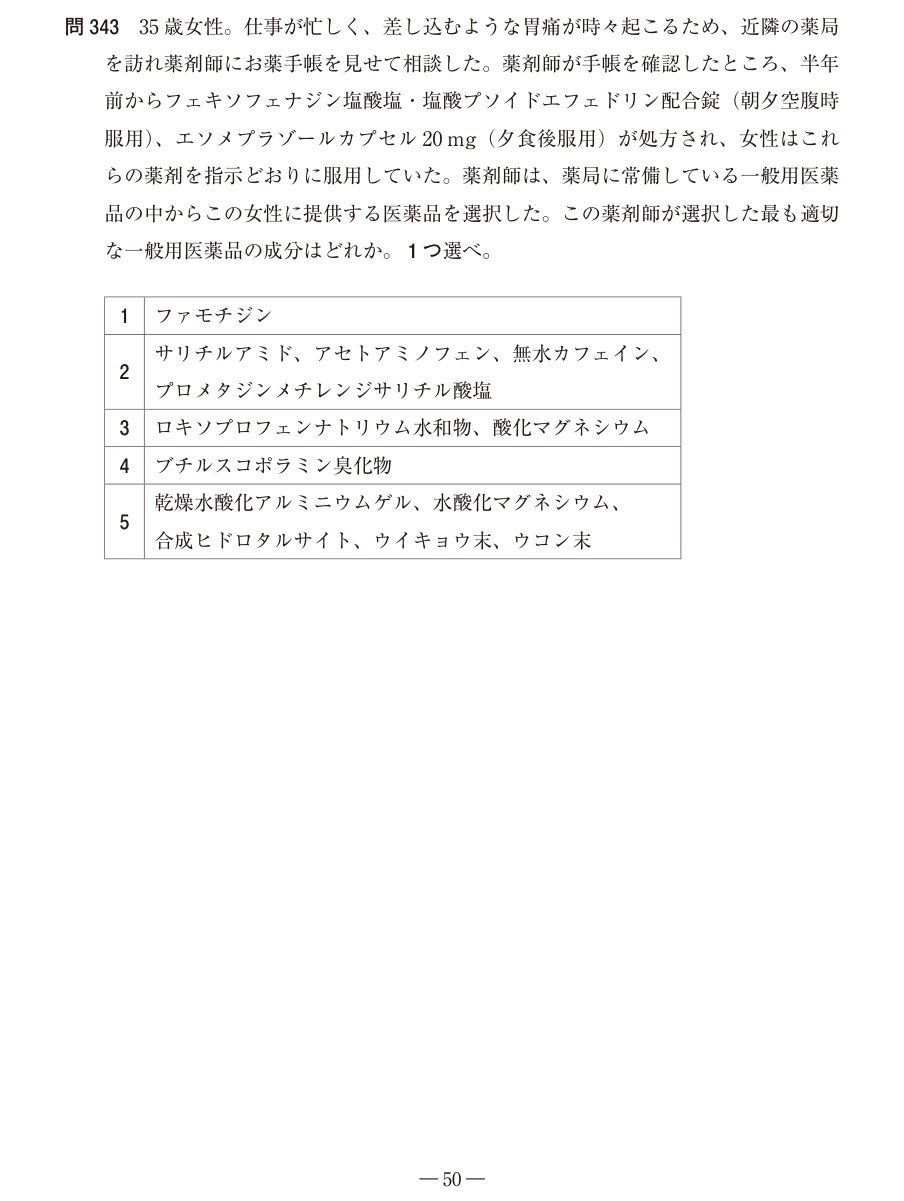 問 343　35 歳女性。仕事が忙しく、差し込むような胃痛が時々起こるため、近隣の薬局
を訪れ薬剤師にお薬手帳を見せて相談した。薬剤師が手帳を確認したところ、半年
前からフェキソフェナジン塩酸塩・塩酸プソイドエフェドリン配合錠（朝夕空腹時
服用）、エソメプラゾールカプセル 20 mg（夕食後服用）が処方され、女性はこれ
らの薬剤を指示どおりに服用していた。薬剤師は、薬局に常備している一般用医薬
品の中からこの女性に提供する医薬品を選択した。この薬剤師が選択した最も適切
な一般用医薬品の成分はどれか。1つ選べ。
1 ファモチジン
2 サリチルアミド、アセトアミノフェン、無水カフェイン、
プロメタジンメチレンジサリチル酸塩
3 ロキソプロフェンナトリウム水和物、酸化マグネシウム
4 ブチルスコポラミン臭化物
5 乾燥水酸化アルミニウムゲル、水酸化マグネシウム、
合成ヒドロタルサイト、ウイキョウ末、ウコン末
― 50 ―